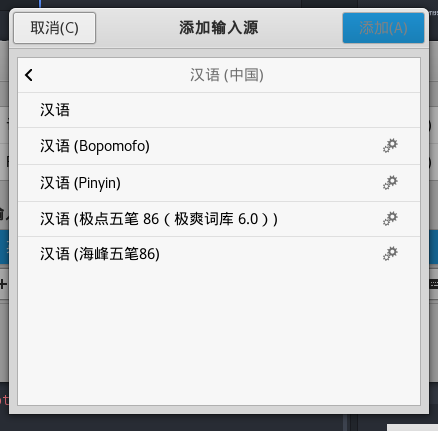 取消(C)
添加输入源
添加(A)
汉语 (中国)
汉语
汉语 (Bopomofo)
汉语 (Pinyin)
汉语 (极点五笔 86（极爽词库 6.0））
汉语 (海峰五笔86)